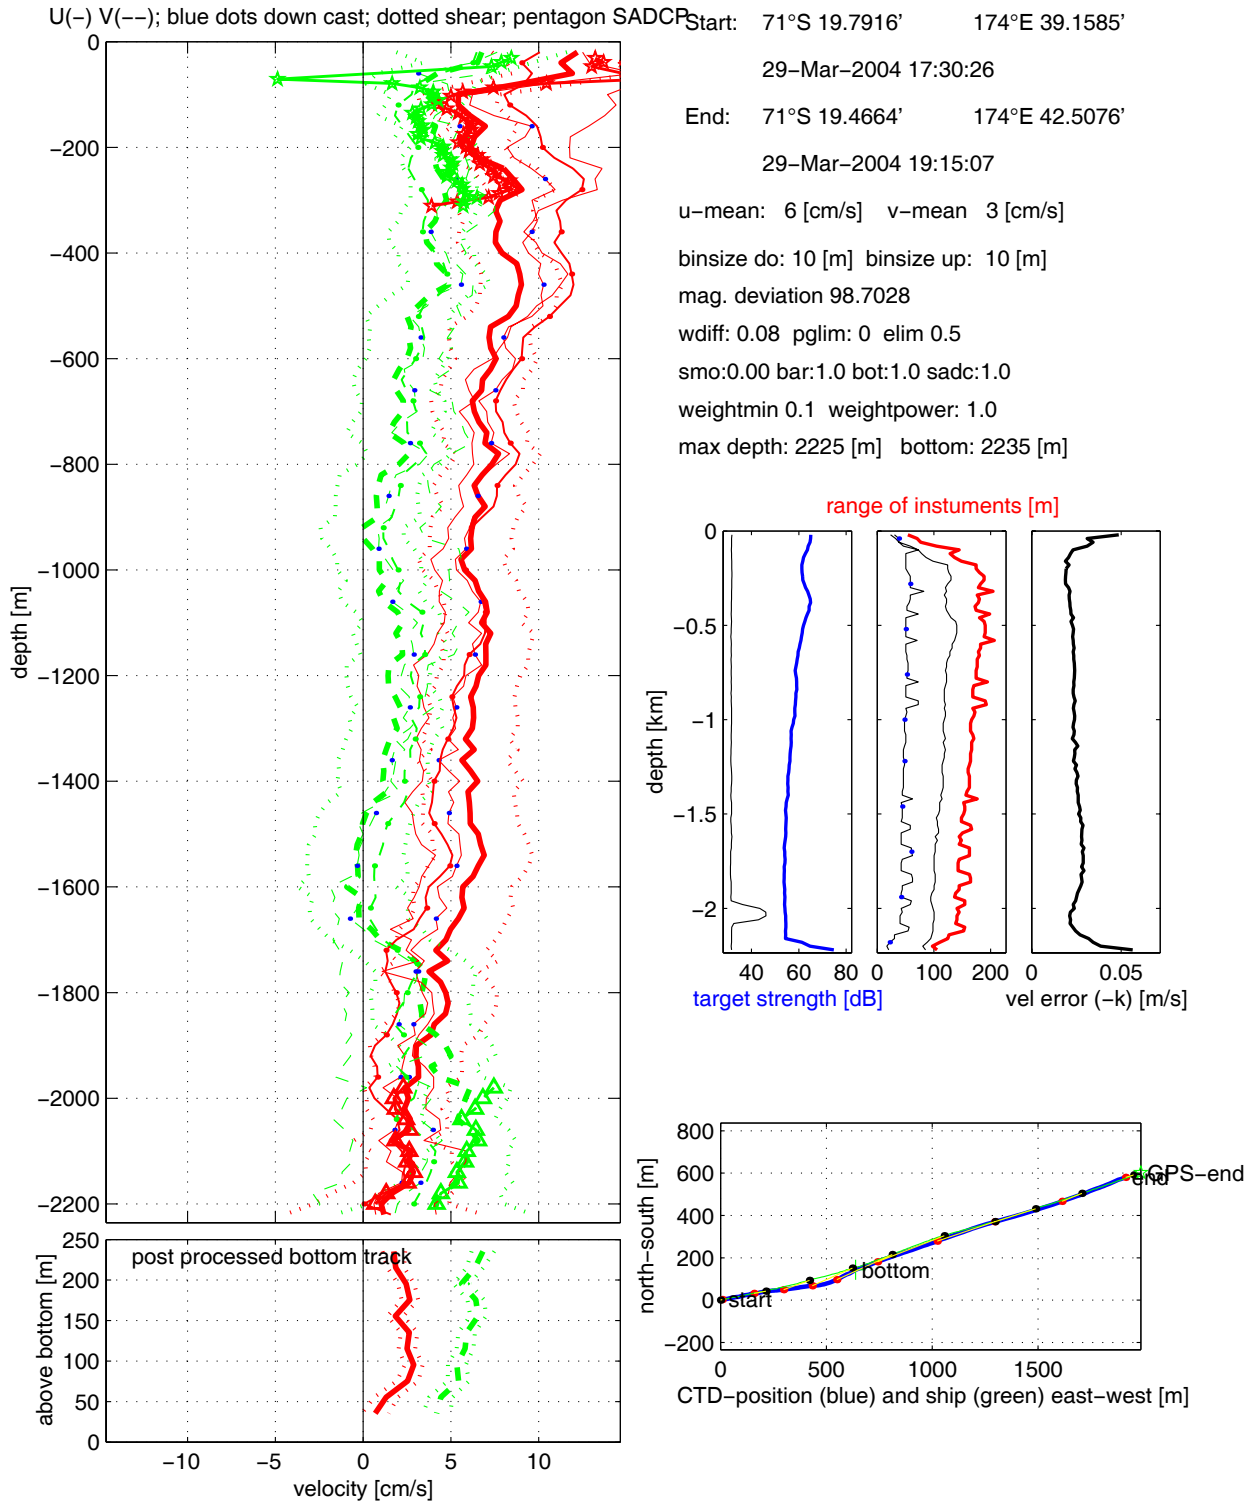 U(−) V(−−); blue dots down cast; dotted shear; pentagon SADCP
Start: 71°S 19.7916' 174°E 39.1585'
29−Mar−2004 17:30:26
End: 71°S 19.4664' 174°E 42.5076'
29−Mar−2004 19:15:07
u−mean: 6 [cm/s] v−mean 3 [cm/s]
binsize do: 10 [m] binsize up: 10 [m]
mag. deviation 98.7028
wdiff: 0.08 pglim: 0 elim 0.5
smo:0.00 bar:1.0 bot:1.0 sadc:1.0
weightmin 0.1 weightpower: 1.0
max depth: 2225 [m] bottom: 2235 [m]
0
−200
−400
−600
−800
−1000
−1200
−1400
−1600
−1800
−2000
−2200
depth [m]
post processed bottom track
250
200
150
100
50
0
above bottom [m]
−10 −5 0 5 10
velocity [cm/s]
range of instuments [m]
0
−0.5
−1
−1.5
−2
depth [km]
40 60 80
target strength [dB]
0 100 200
0 0.05
vel error (−k) [m/s]
800
600
400
200
0
−200
north−south [m]
start
bottom
end
GPS−end
0 500 1000 1500
CTD−position (blue) and ship (green) east−west [m]